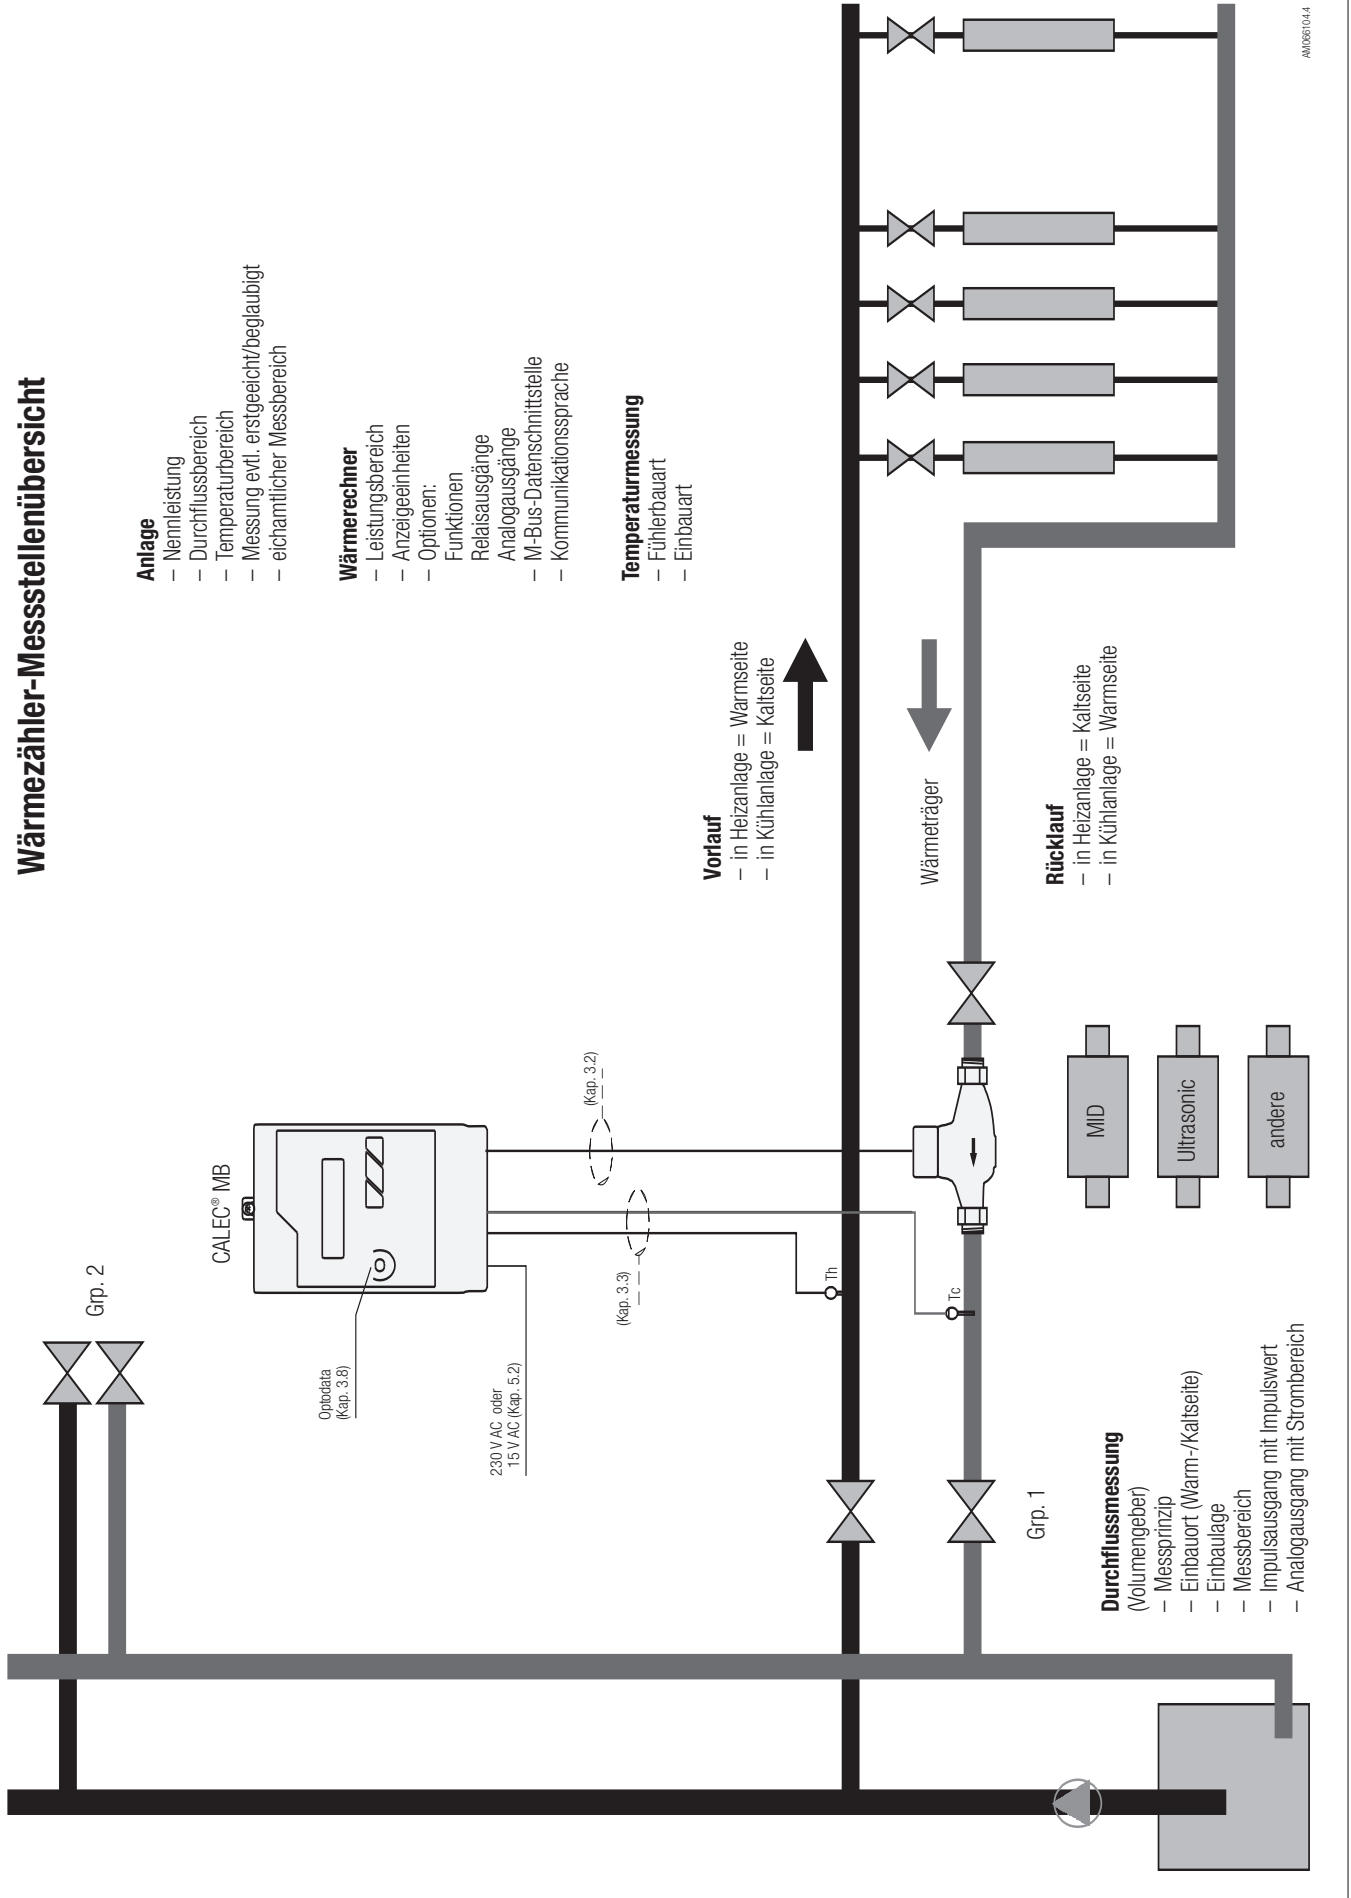 Wärmezähler-Messstellenübersicht
Grp. 2
CALEC® MB
Optodata
(Kap. 3.8)
230 V AC oder
15 V AC (Kap. 5.2)
(Kap. 3.3)
(Kap. 3.2)
Th
Tc
Anlage
– Nennleistung
– Durchflussbereich
– Temperaturbereich
– Messung evtl. erstgeeicht/beglaubigt
– eichamtlicher Messbereich
Wärmerechner
– Leistungsbereich
– Anzeigeeinheiten
– Optionen:
Funktionen
Relaisausgänge
Analogausgänge
– M-Bus-Datenschnittstelle
– Kommunikationssprache
Temperaturmessung
– Fühlerbauart
– Einbauart
Vorlauf
– in Heizanlage = Warmseite
– in Kühlanlage = Kaltseite
Wärmeträger
Rücklauf
– in Heizanlage = Kaltseite
– in Kühlanlage = Warmseite
Grp. 1
Durchflussmessung
(Volumengeber)
– Messprinzip
– Einbauort (Warm-/Kaltseite)
– Einbaulage
– Messbereich
– Impulsausgang mit Impulswert
– Analogausgang mit Strombereich
MID
Ultrasonic
andere
AM066104.4